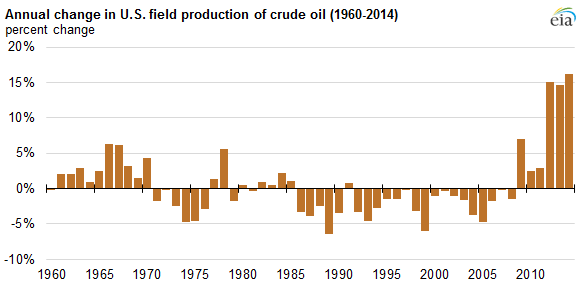 Annual change in U.S. field production of crude oil (1960-2014)
percent change
eia
20%
15%
10%
5%
0%
-5%
-10%
1960 1965 1970 1975 1980 1985 1990 1995 2000 2005 2010